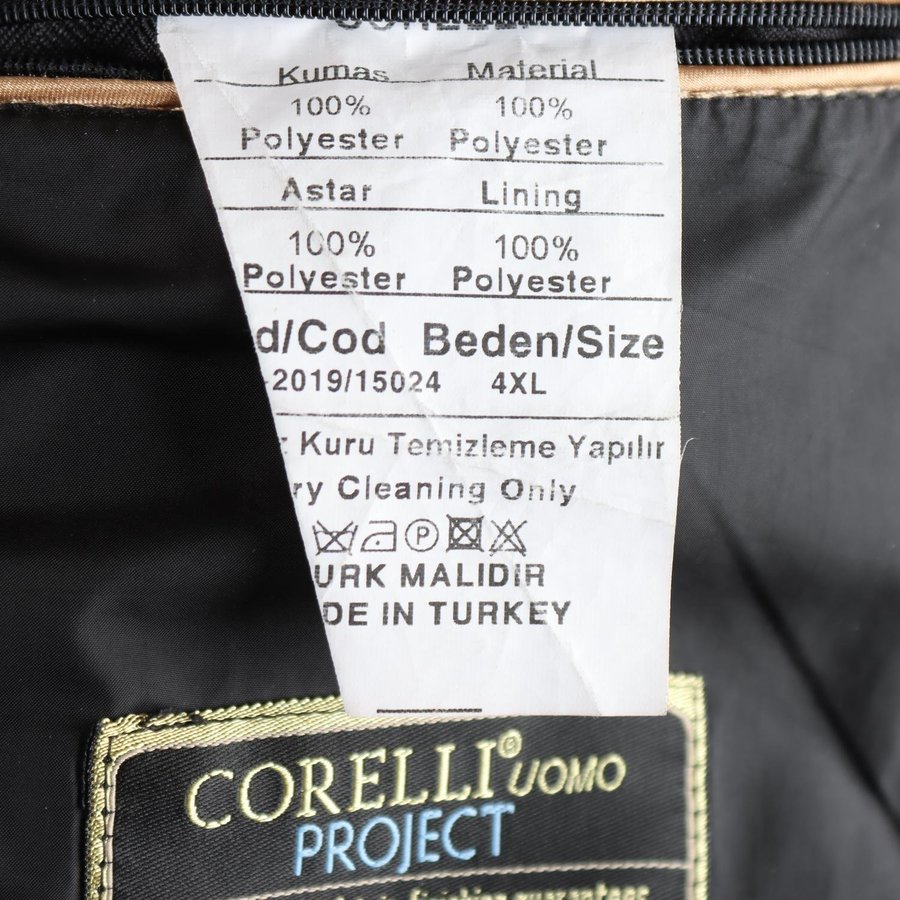 Kumas Material
100% 100%
Polyester Polyester
Astar Lining
100% 100%
Polyester Polyester
d/Cod Beden/Size
-2019/15024 4XL
: Kuru Temizleme Yapılır
ry Cleaning Only
P
URK MALIDIR
DE IN TURKEY
CORELLI® UOMO
PROJECT